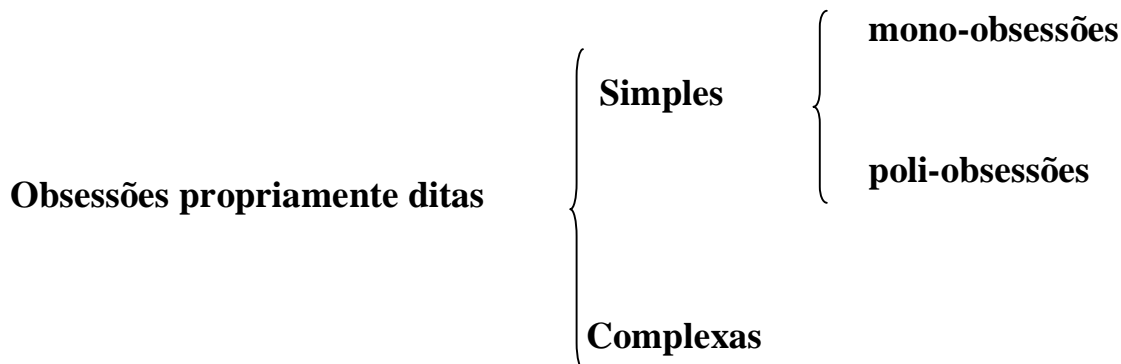 mono-obsessões
Simples
poli-obsessões
Obsessões propriamente ditas
Complexas